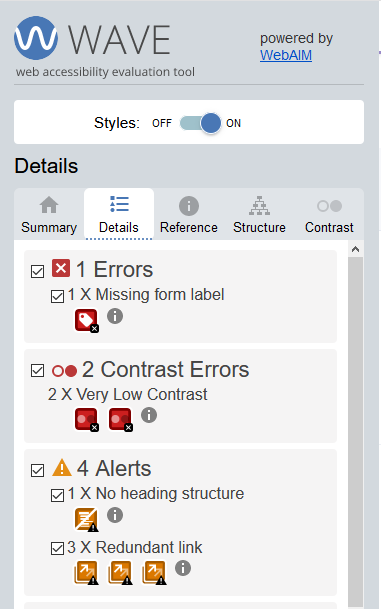 WAVE
powered by
WebAIM
web accessibility evaluation tool
Styles: OFF ON
Details
Summary Details Reference Structure Contrast
1 Errors
1 X Missing form label
2 Contrast Errors
2 X Very Low Contrast
4 Alerts
1 X No heading structure
3 X Redundant link